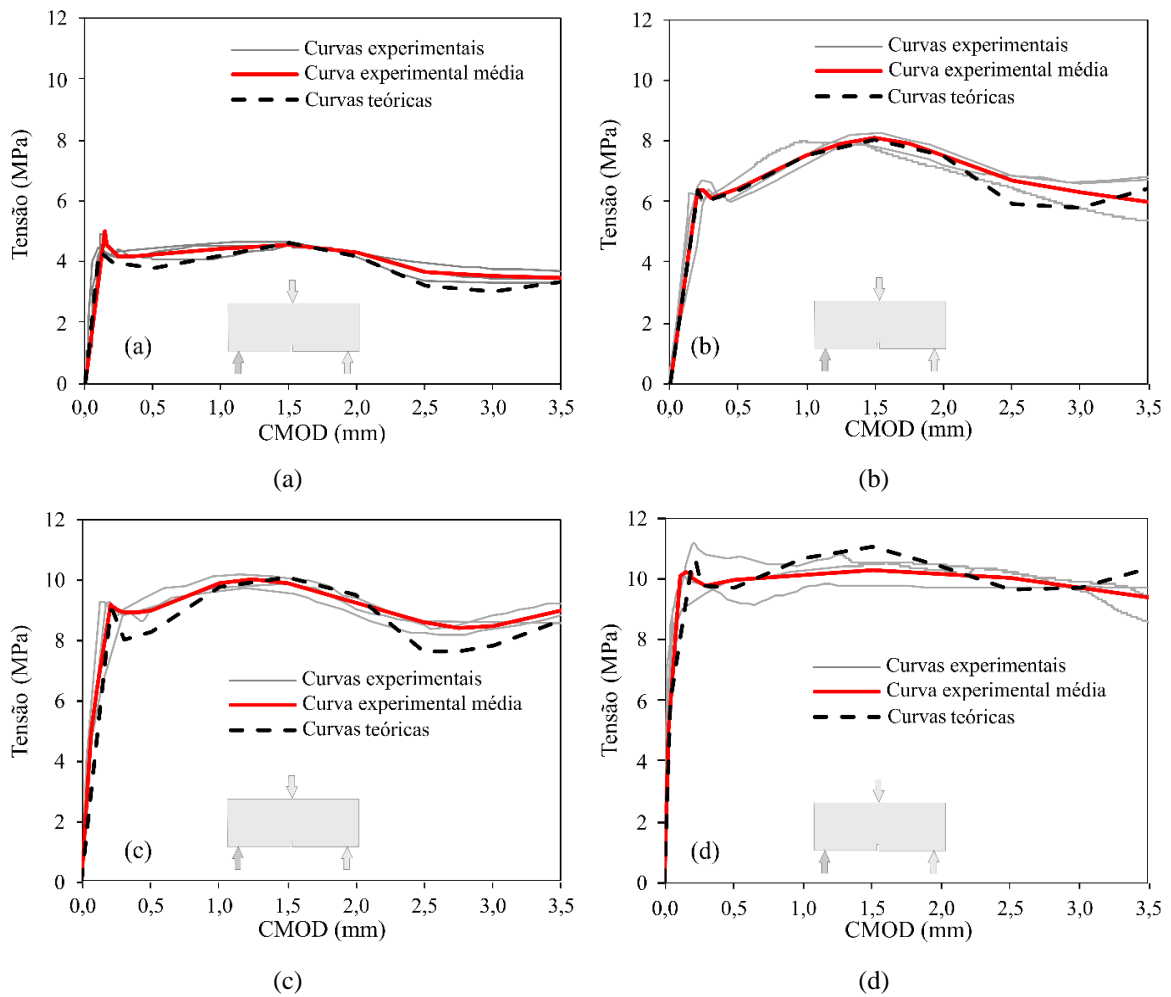 12
10
8
6
4
2
0
Tensão (MPa)
Curvas experimentais
Curva experimental média
Curvas teóricas
(a)
0,0 0,5 1,0 1,5 2,0 2,5 3,0 3,5
CMOD (mm)
(a)
12
10
8
6
4
2
0
Tensão (MPa)
Curvas experimentais
Curva experimental média
Curvas teóricas
(b)
0,0 0,5 1,0 1,5 2,0 2,5 3,0 3,5
CMOD (mm)
(b)
12
10
8
6
4
2
0
Tensão (MPa)
Curvas experimentais
Curva experimental média
Curvas teóricas
(c)
0,0 0,5 1,0 1,5 2,0 2,5 3,0 3,5
CMOD (mm)
(c)
12
10
8
6
4
2
0
Tensão (MPa)
Curvas experimentais
Curva experimental média
Curvas teóricas
(d)
0,0 0,5 1,0 1,5 2,0 2,5 3,0 3,5
CMOD (mm)
(d)